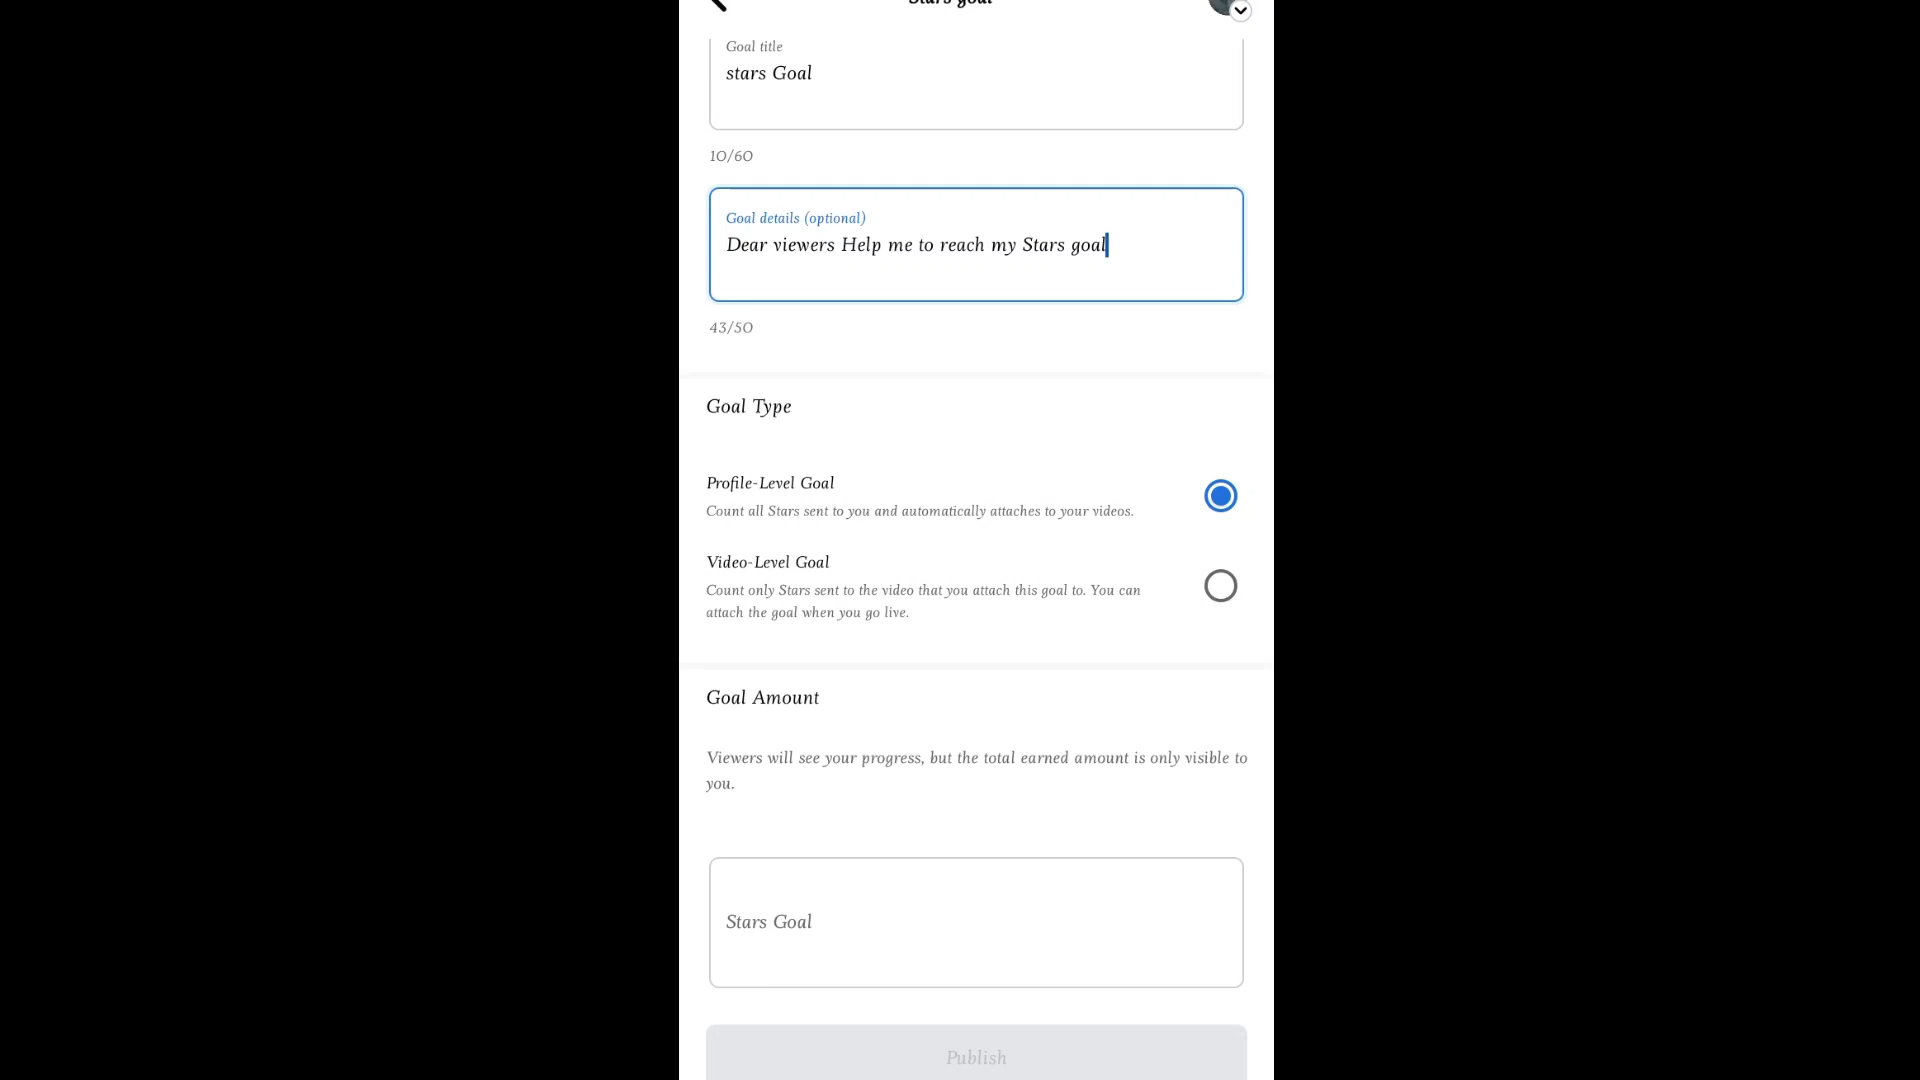 Stars goal
Goal title
stars Goal
10/60
Goal details (optional)
Dear viewers Help me to reach my Stars goal
43/50
Goal Type
Profile-Level Goal
Count all Stars sent to you and automatically attaches to your videos.
Video-Level Goal
Count only Stars sent to the video that you attach this goal to. You can
attach the goal when you go live.
Goal Amount
Viewers will see your progress, but the total earned amount is only visible to
you.
Stars Goal
Publish